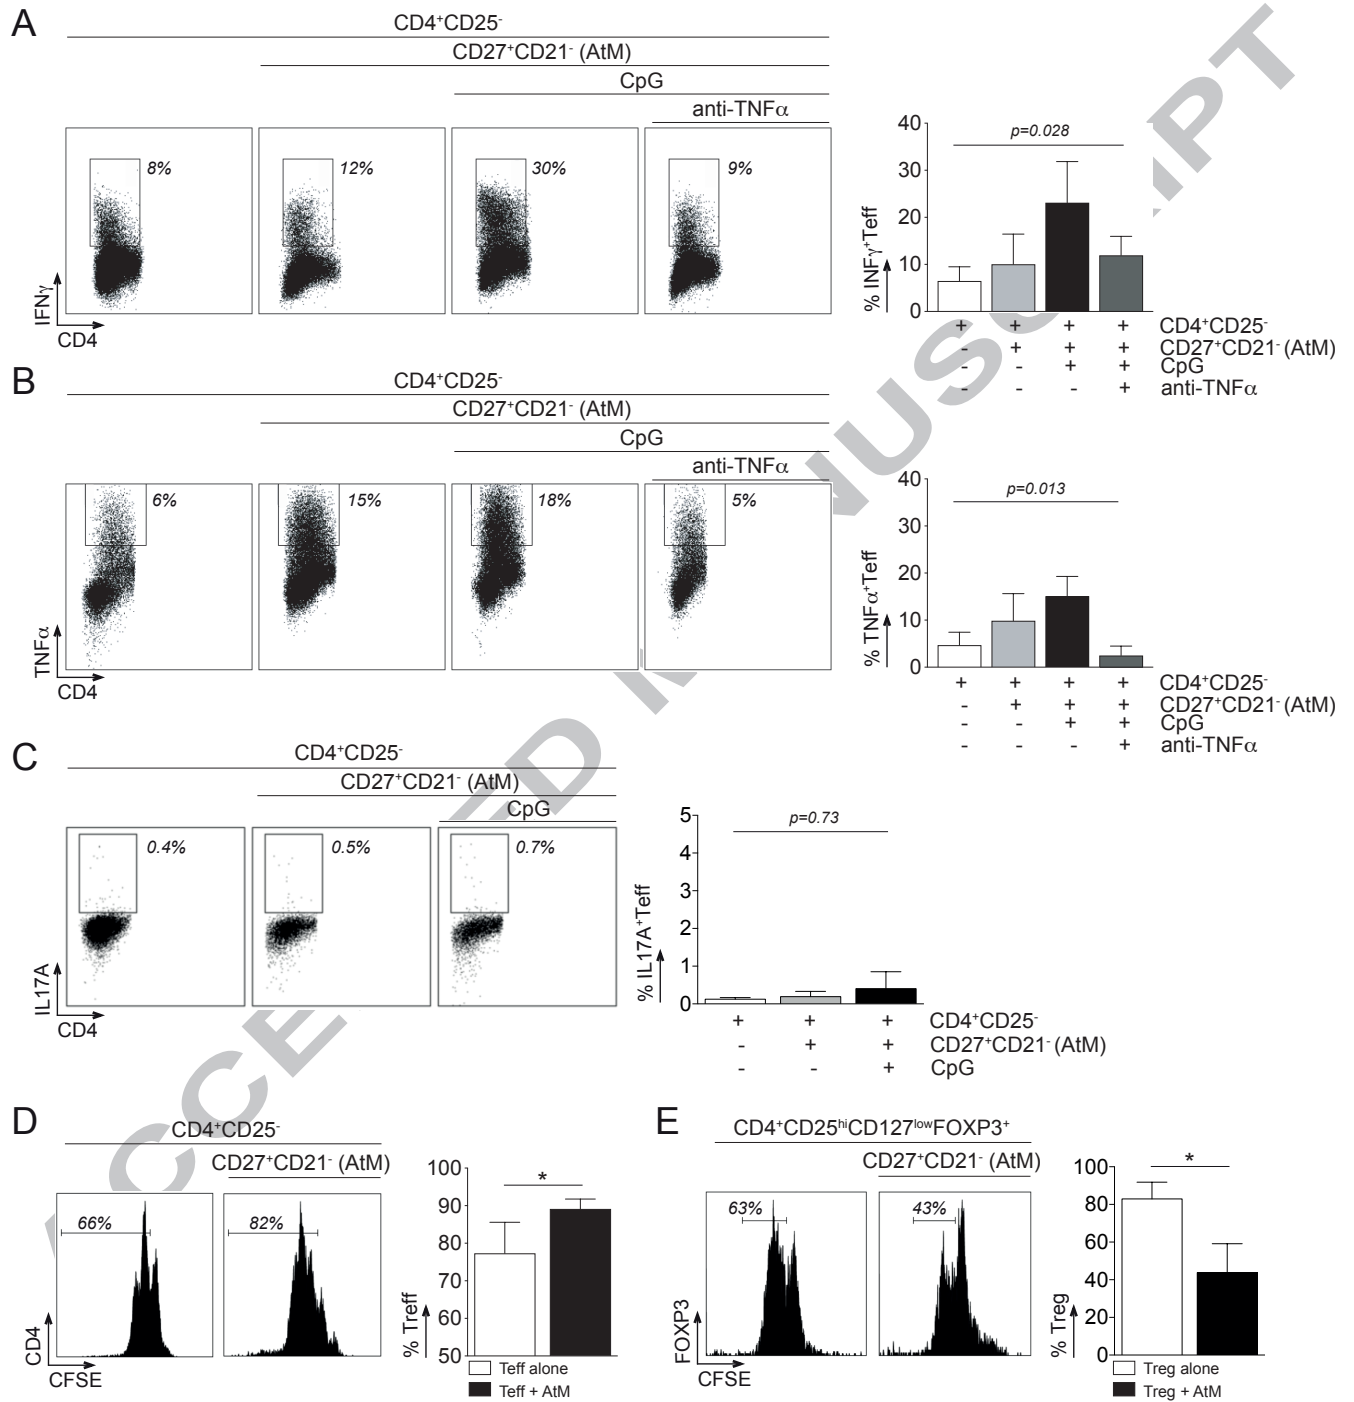 A
CD4⁺CD25⁻
CD27⁺CD21⁻ (AtM)
CpG
anti-TNFα
8%
12%
30%
9%
IFNγ
CD4
40
30
20
10
0
% INFγ⁺Teff
p=0.028
+ + + + CD4⁺CD25⁻
- + + + CD27⁺CD21⁻ (AtM)
- - + + CpG
- - - + anti-TNFα
B
CD4⁺CD25⁻
CD27⁺CD21⁻ (AtM)
CpG
anti-TNFα
6%
15%
18%
5%
TNFα
CD4
40
30
20
10
0
% TNFα⁺Teff
p=0.013
+ + + + CD4⁺CD25⁻
- + + + CD27⁺CD21⁻ (AtM)
- - + + CpG
- - - + anti-TNFα
C
CD4⁺CD25⁻
CD27⁺CD21⁻ (AtM)
CpG
0.4%
0.5%
0.7%
IL17A
CD4
5
4
3
2
1
0
% IL17A⁺Teff
p=0.73
+ + + CD4⁺CD25⁻
- + + CD27⁺CD21⁻ (AtM)
- - + CpG
D
CD4⁺CD25⁻
CD27⁺CD21⁻ (AtM)
66%
82%
CD4
CFSE
100
90
80
70
60
50
% Treff
*
Teff alone
Teff + AtM
E
CD4⁺CD25ʰⁱCD127ˡᵒʷFOXP3⁺
CD27⁺CD21⁻ (AtM)
63%
43%
FOXP3
CFSE
100
80
60
40
20
0
% Treg
*
Treg alone
Treg + AtM